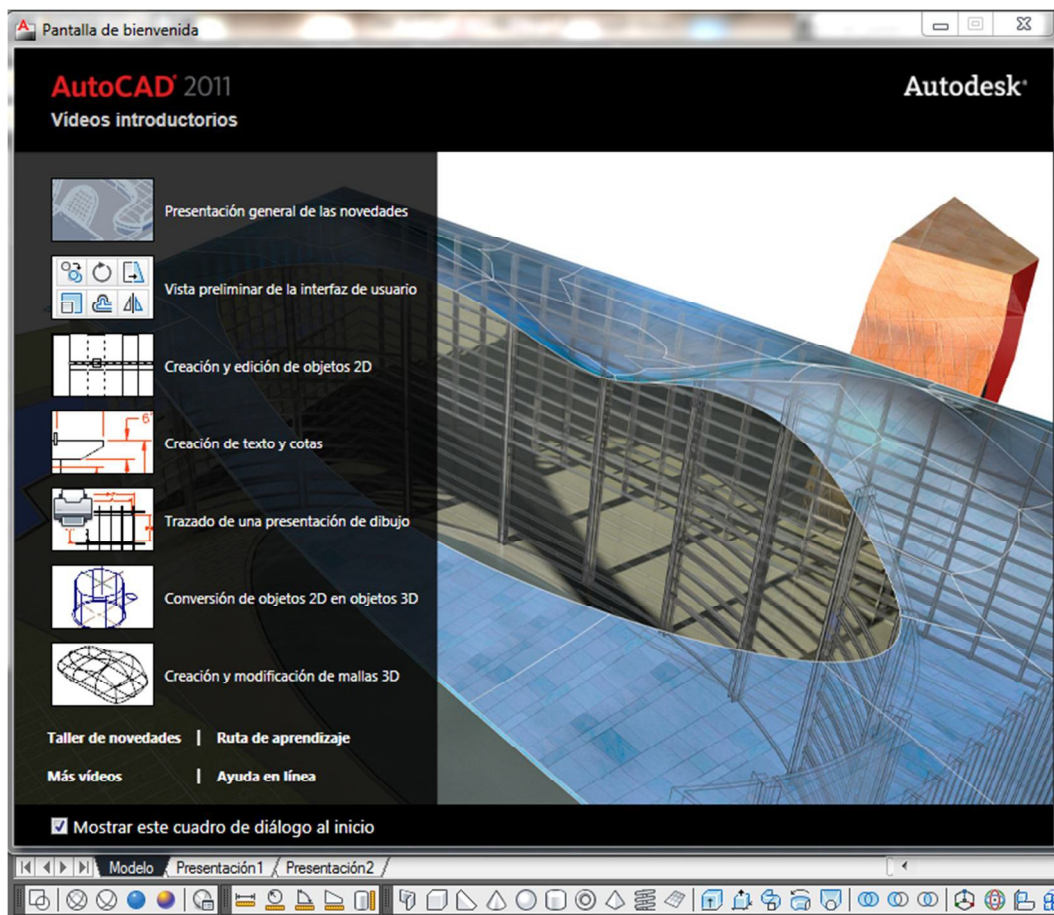 Pantalla de bienvenida
AutoCAD® 2011
Autodesk®
Vídeos introductorios
Presentación general de las novedades
Vista preliminar de la interfaz de usuario
Creación y edición de objetos 2D
6"
Creación de texto y cotas
Trazado de una presentación de dibujo
Conversión de objetos 2D en objetos 3D
Creación y modificación de mallas 3D
Taller de novedades | Ruta de aprendizaje
Más vídeos | Ayuda en línea
Mostrar este cuadro de diálogo al inicio
Modelo Presentación1 Presentación2